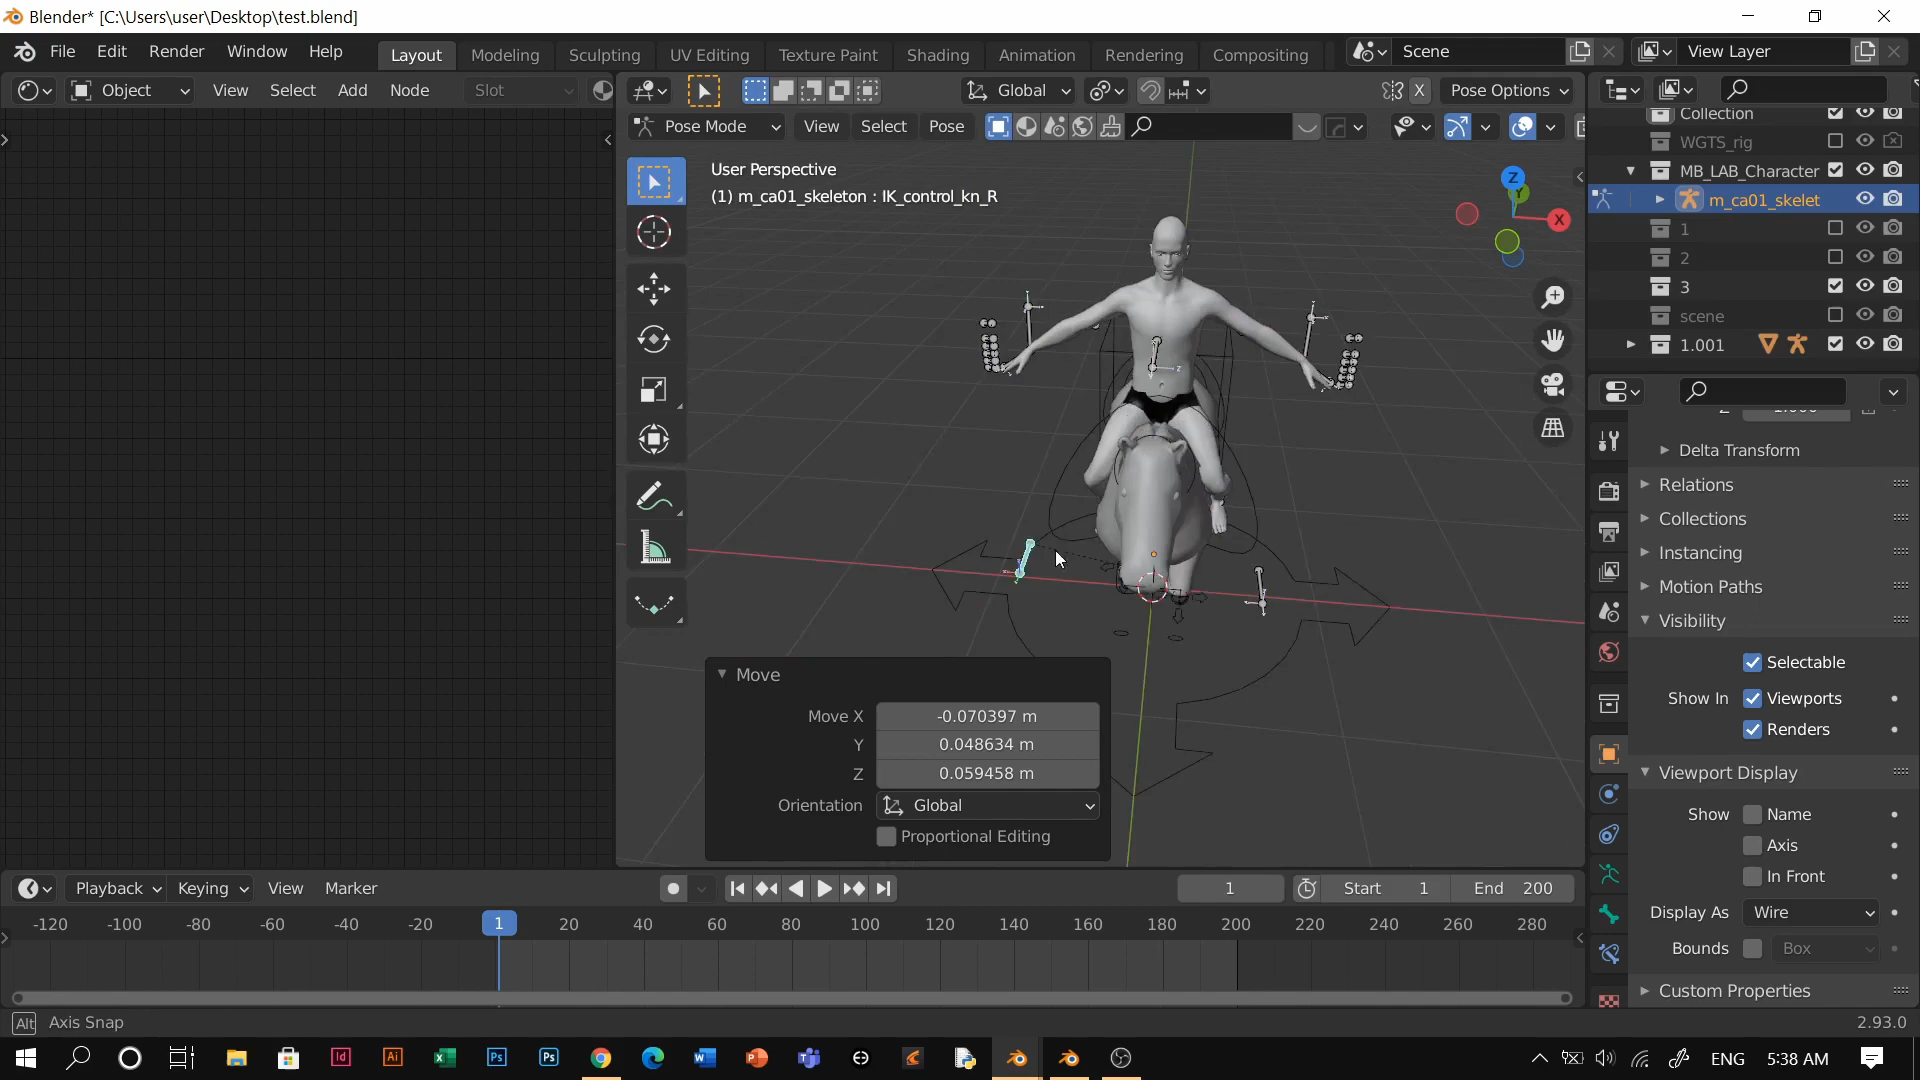 Blender* [C:\Users\user\Desktop\test.blend]
File Edit Render Window Help
Layout Modeling Sculpting UV Editing Texture Paint Shading Animation Rendering Compositing
Scene
View Layer
Object View Select Add Node Slot
Global
X
Pose Options
Pose Mode View Select Pose
User Perspective
(1) m_ca01_skeleton : IK_control_kn_R
Z
Y
X
Collection
WGTS_rig
MB_LAB_Character
m_ca01_skelet
1
2
3
scene
1.001
Delta Transform
Relations
Collections
Instancing
Motion Paths
Visibility
Selectable
Show In Viewports
Renders
Viewport Display
Show Name
Axis
In Front
Display As Wire
Bounds Box
Custom Properties
Move
Move X -0.070397 m
Y 0.048634 m
Z 0.059458 m
Orientation Global
Proportional Editing
Playback Keying View Marker
1
Start 1
End 200
-120 -100 -80 -60 -40 -20 1 20 40 60 80 100 120 140 160 180 200 220 240 260 280
Alt Axis Snap
2.93.0
ENG 5:38 AM